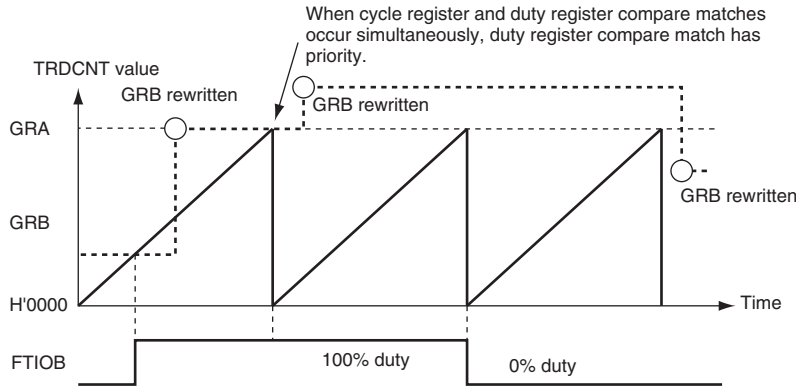 When cycle register and duty register compare matches
occur simultaneously, duty register compare match has
priority.
TRDCNT value
GRB rewritten
GRB rewritten
GRA
GRB rewritten
GRB
H'0000
Time
FTIOB
100% duty
0% duty